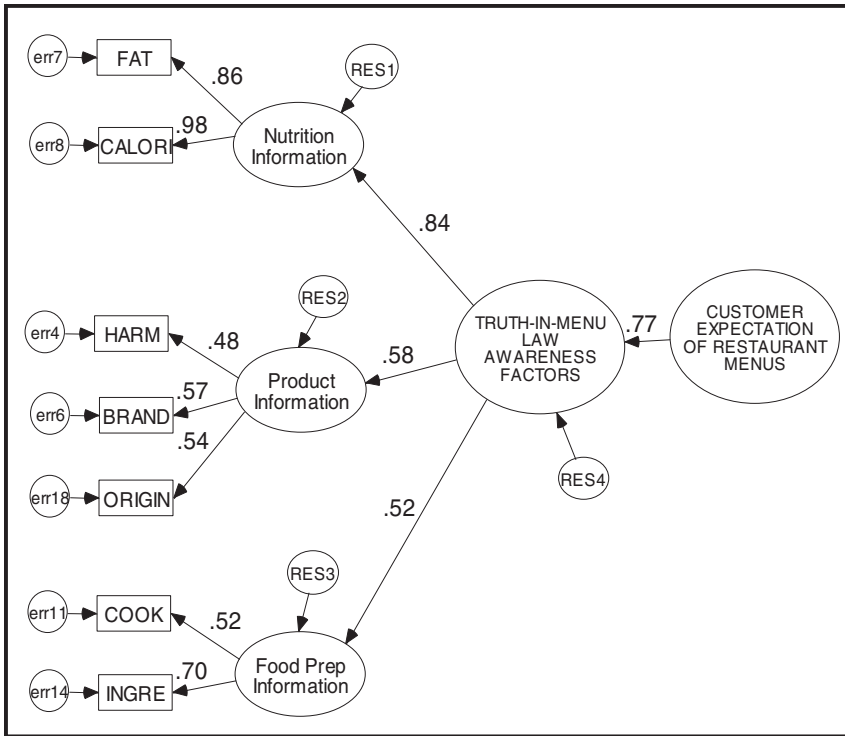 err7
FAT
.86
RES1
err8
CALORI
.98
Nutrition
Information
.84
RES2
err4
HARM
.48
TRUTH-IN-MENU
LAW
AWARENESS
FACTORS
.77
CUSTOMER
EXPECTATION
OF RESTAURANT
MENUS
.58
Product
Information
err6
BRAND
.57
.54
err18
ORIGIN
RES4
.52
RES3
err11
COOK
.52
Food Prep
Information
err14
INGRE
.70